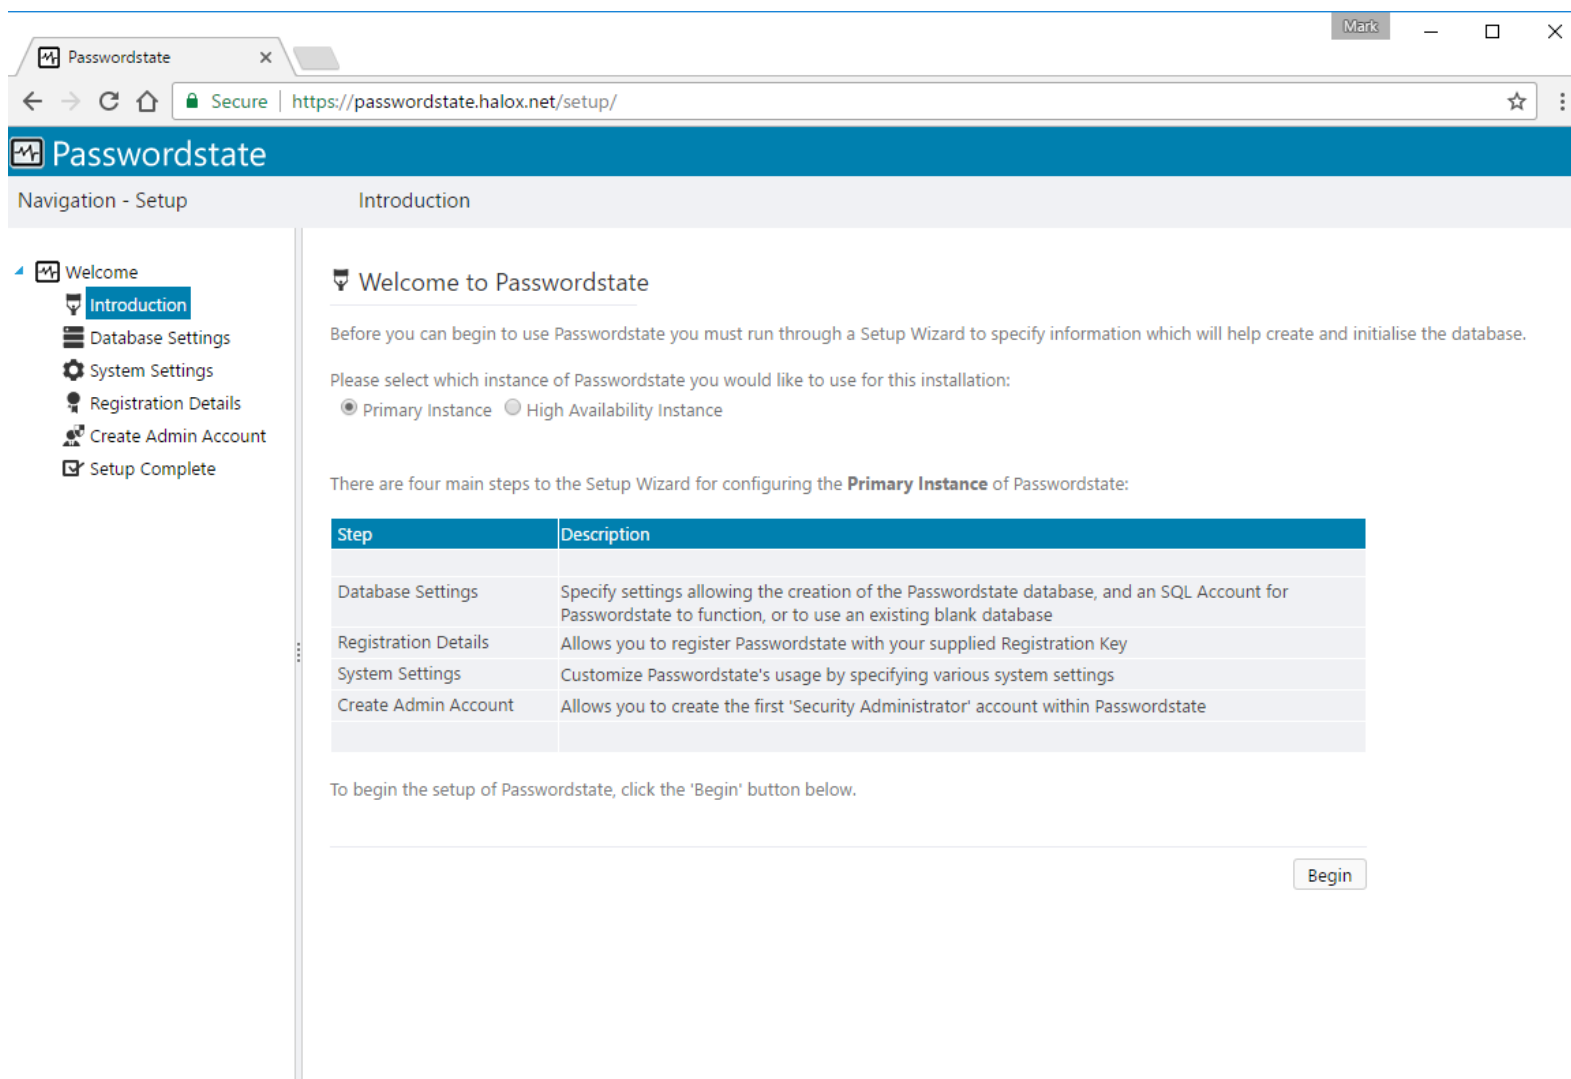 Mark
Passwordstate
Secure https://passwordstate.halox.net/setup/
Passwordstate
Navigation - Setup
Introduction
Welcome
Introduction
Database Settings
System Settings
Registration Details
Create Admin Account
Setup Complete
Welcome to Passwordstate
Before you can begin to use Passwordstate you must run through a Setup Wizard to specify information which will help create and initialise the database.
Please select which instance of Passwordstate you would like to use for this installation:
Primary Instance High Availability Instance
There are four main steps to the Setup Wizard for configuring the Primary Instance of Passwordstate:
Step Description
Database Settings Specify settings allowing the creation of the Passwordstate database, and an SQL Account for
Passwordstate to function, or to use an existing blank database
Registration Details Allows you to register Passwordstate with your supplied Registration Key
System Settings Customize Passwordstate's usage by specifying various system settings
Create Admin Account Allows you to create the first 'Security Administrator' account within Passwordstate
To begin the setup of Passwordstate, click the 'Begin' button below.
Begin